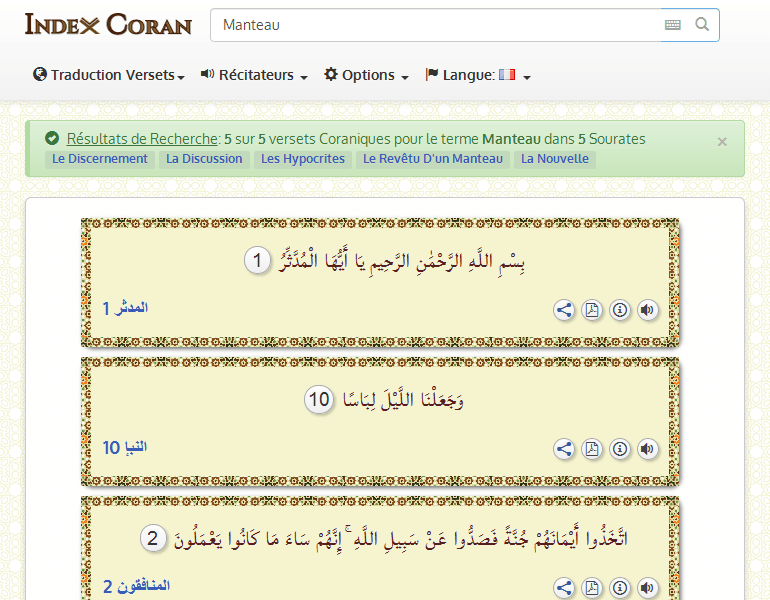 Index Coran
Manteau
Traduction Versets
Récitateurs
Options
Langue:
Résultats de Recherche: 5 sur 5 versets Coraniques pour le terme Manteau dans 5 Sourates
×
Le Discernement
La Discussion
Les Hypocrites
Le Revêtu D'un Manteau
La Nouvelle
بِسْمِ اللَّهِ الرَّحْمَٰنِ الرَّحِيمِ يَا أَيُّهَا الْمُدَّثِّرُ 1
المدثر 1
وَجَعَلْنَا اللَّيْلَ لِبَاسًا 10
النبإ 10
اتَّخَذُوا أَيْمَانَهُمْ جُنَّةً فَصَدُّوا عَنْ سَبِيلِ اللَّهِ ۚ إِنَّهُمْ سَاءَ مَا كَانُوا يَعْمَلُونَ 2
المنافقون 2